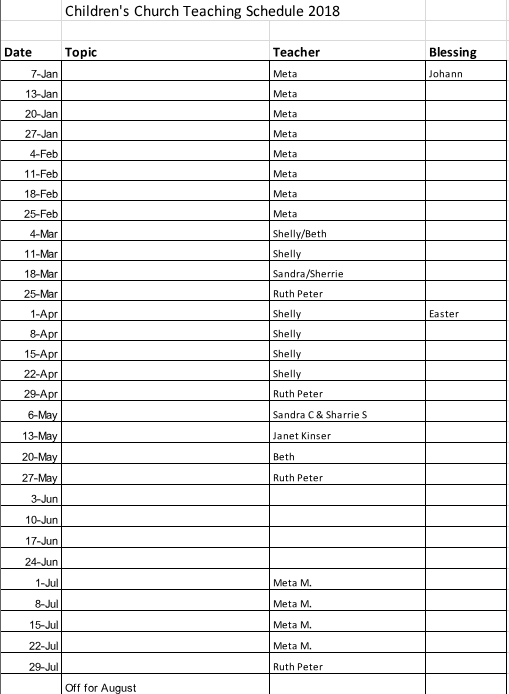 Children's Church Teaching Schedule 2018
Date Topic Teacher Blessing
7-Jan Meta Johann
13-Jan Meta
20-Jan Meta
27-Jan Meta
4-Feb Meta
11-Feb Meta
18-Feb Meta
25-Feb Meta
4-Mar Shelly/Beth
11-Mar Shelly
18-Mar Sandra/Sherrie
25-Mar Ruth Peter
1-Apr Shelly Easter
8-Apr Shelly
15-Apr Shelly
22-Apr Shelly
29-Apr Ruth Peter
6-May Sandra C & Sharrie S
13-May Janet Kinser
20-May Beth
27-May Ruth Peter
3-Jun
10-Jun
17-Jun
24-Jun
1-Jul Meta M.
8-Jul Meta M.
15-Jul Meta M.
22-Jul Meta M.
29-Jul Ruth Peter
Off for August